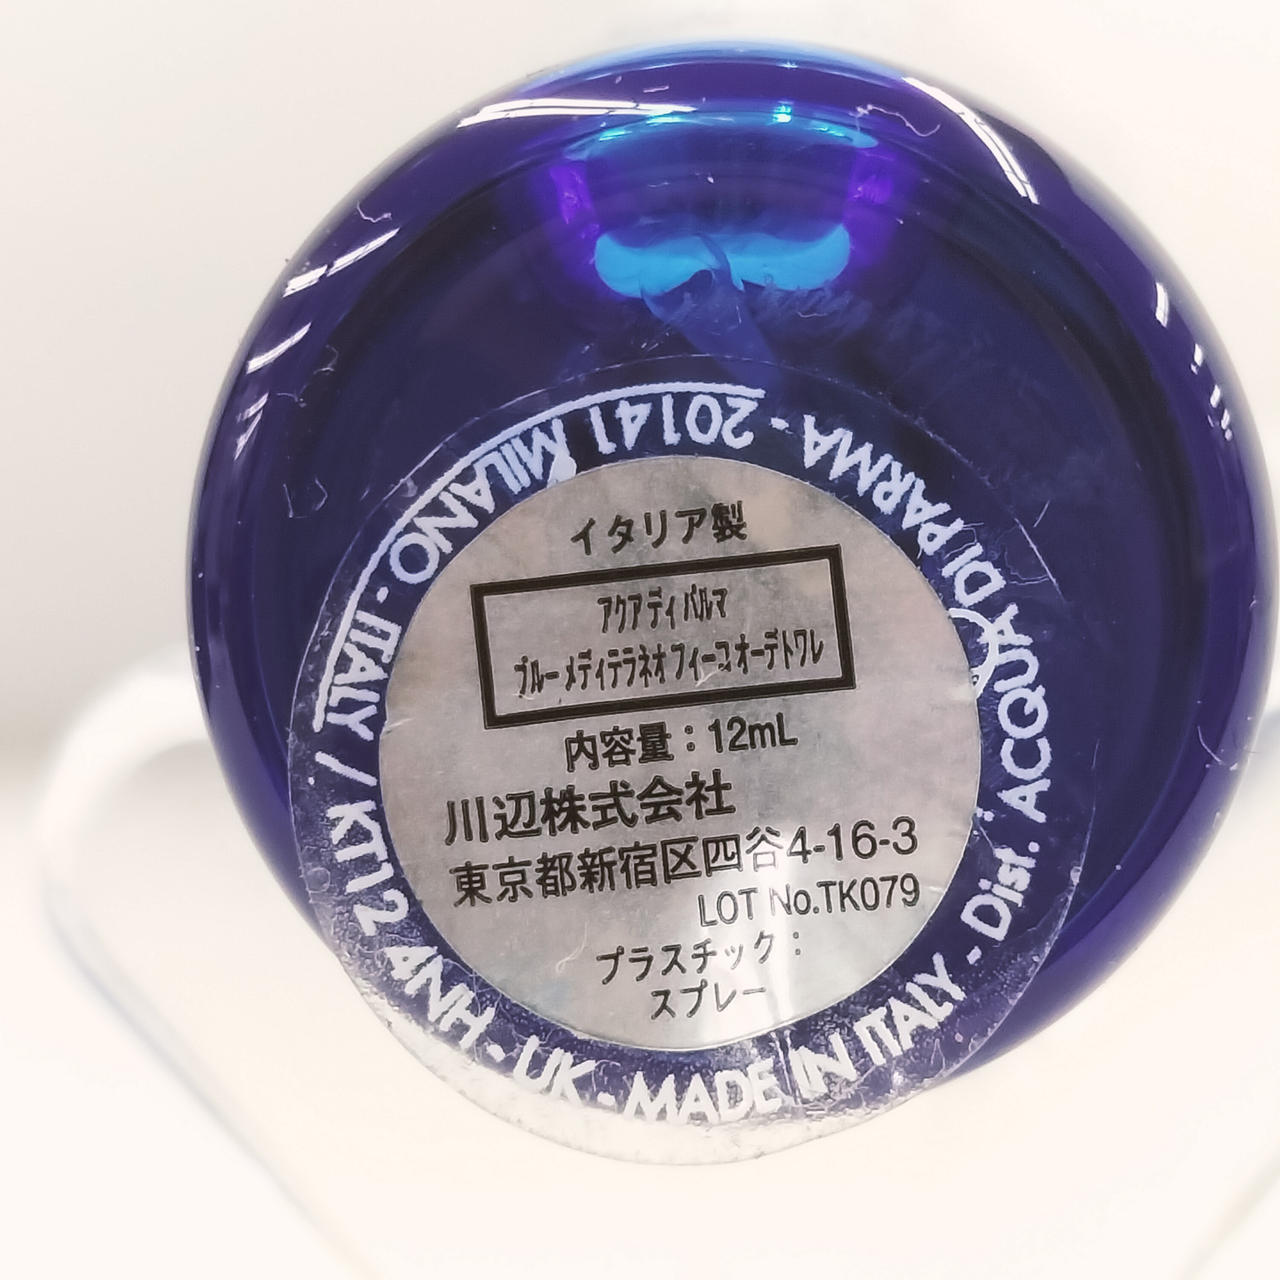 イタリア製
アクアディ パルマ
ブルーメディテラネオ フィーコ オーデトワレ
内容量：12mL
川辺株式会社
東京都新宿区四谷4-16-3
LOT No.TK079
プラスチック：
スプレー
Dist. ACQUA DI PARMA - 20141 MILANO - ITALY / KT1 2 4NH - UK - MADE IN ITALY -